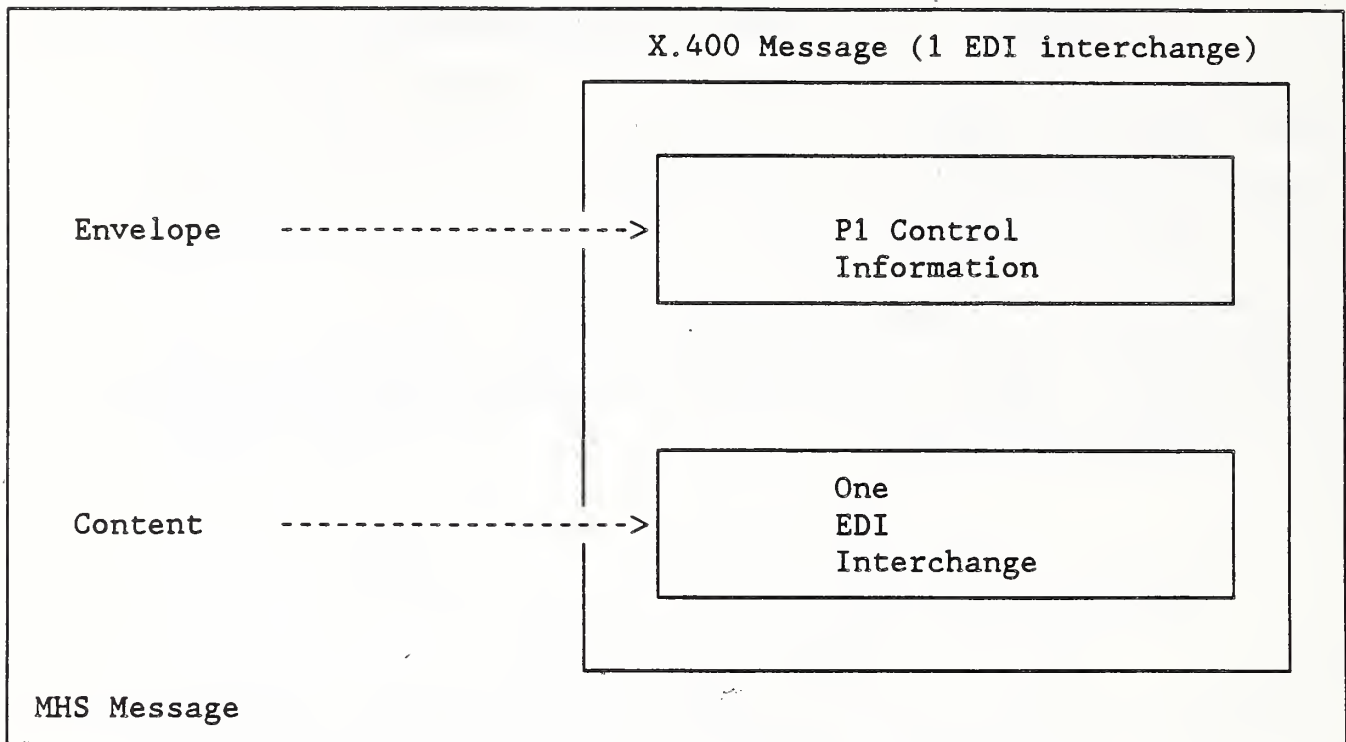 X.400 Message (1 EDI interchange)
Envelope
P1 Control
Information
Content
One
EDI
Interchange
MHS Message